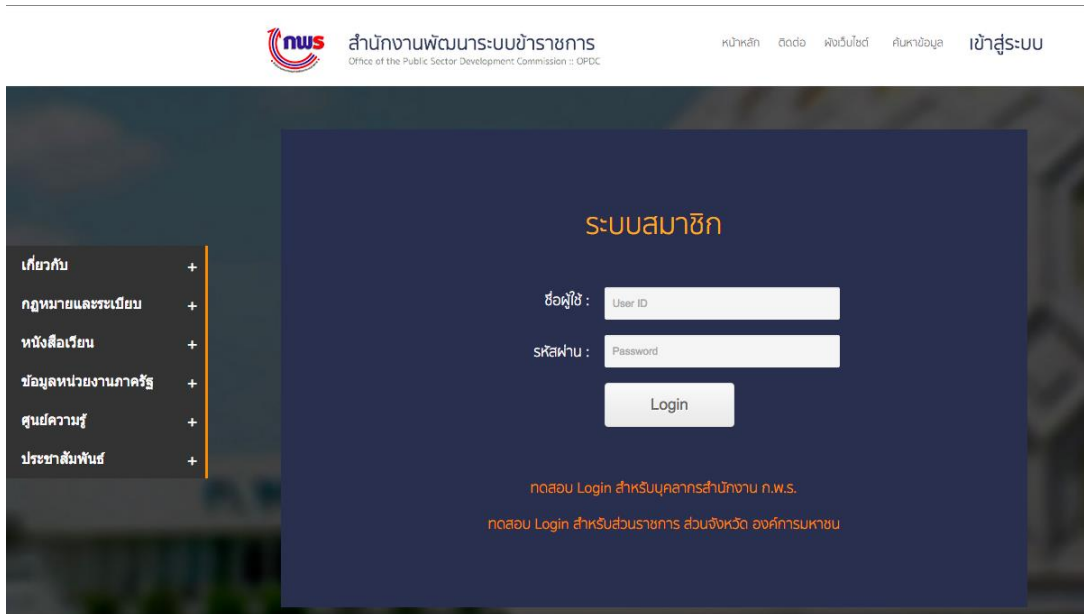 กพร
สำนักงานพัฒนาระบบข้าราชการ
Office of the Public Sector Development Commission :: OPDC
หน้าหลัก ติดต่อ ผังเว็บไซต์ ค้นหาข้อมูล เข้าสู่ระบบ
เกี่ยวกับ +
กฎหมายและระเบียบ +
หนังสือเวียน +
ข้อมูลหน่วยงานภาครัฐ +
ศูนย์ความรู้ +
ประชาสัมพันธ์ +
ระบบสมาชิก
ชื่อผู้ใช้ : User ID
รหัสผ่าน : Password
Login
ทดสอบ Login สำหรับบุคลากรสำนักงาน ก.พ.ร.
ทดสอบ Login สำหรับส่วนราชการ ส่วนจังหวัด องค์การมหาชน